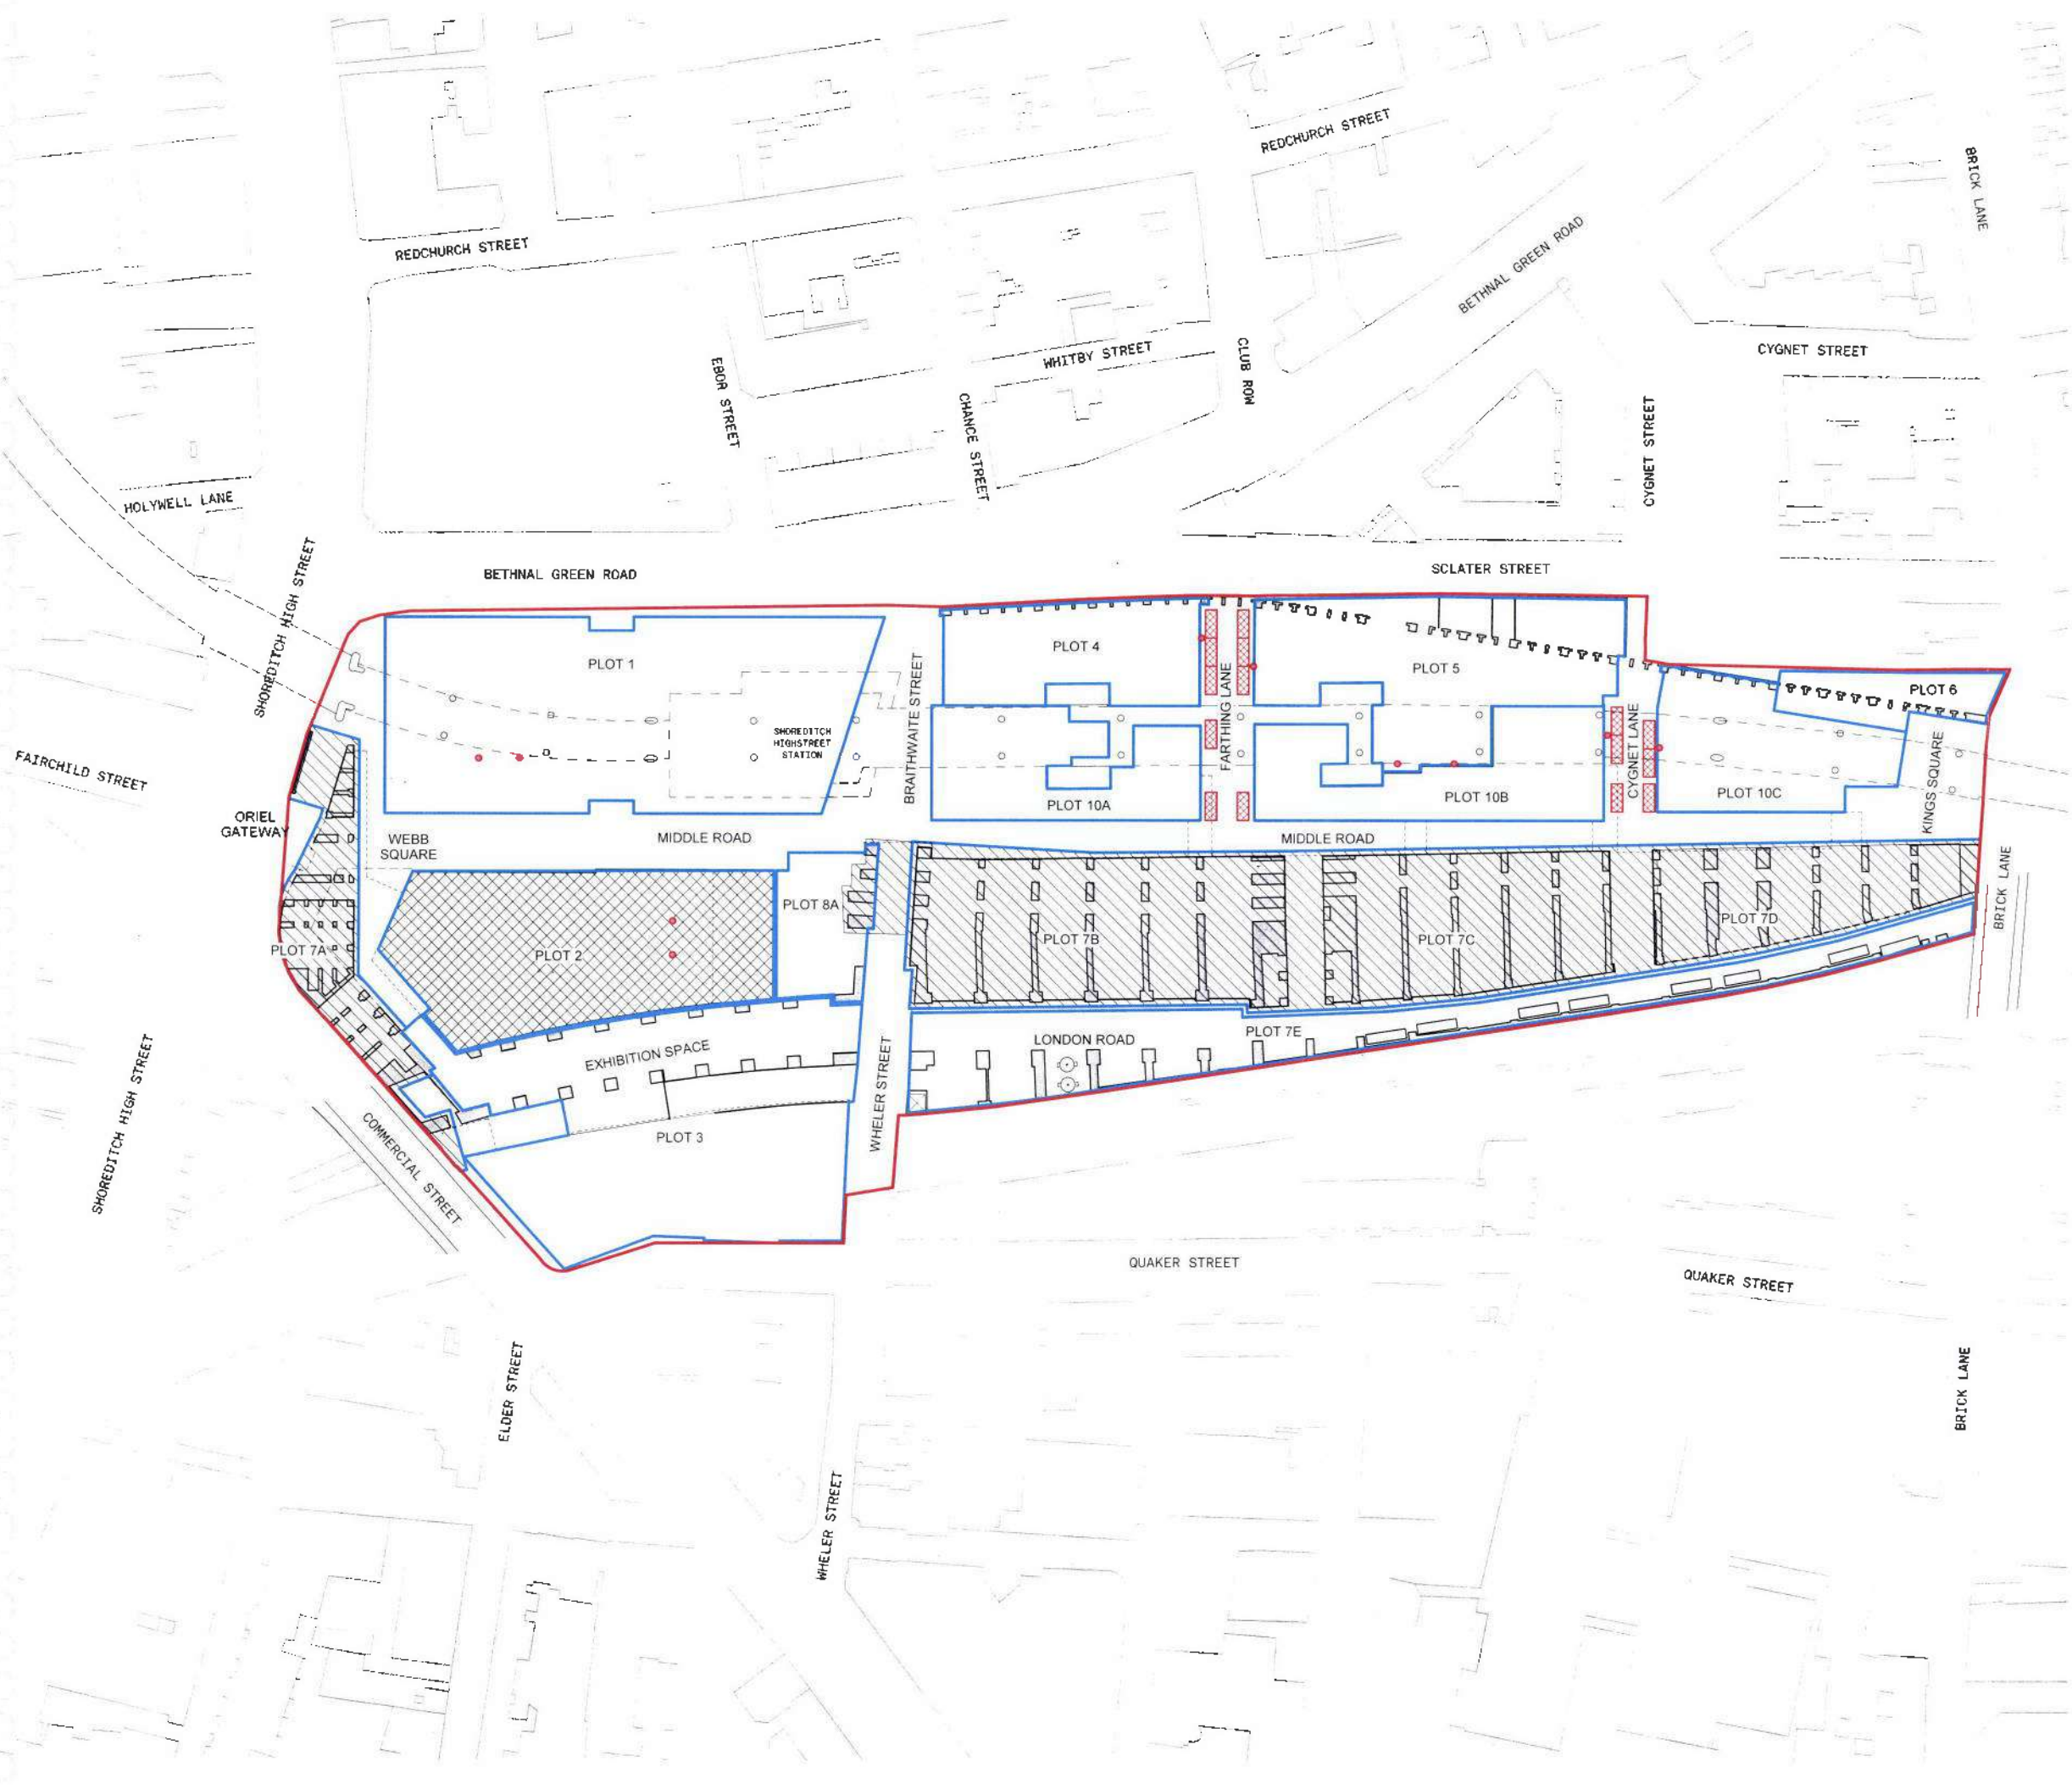 REDCHURCH STREET
BRICK LANE
REDCHURCH STREET
BETHNAL GREEN ROAD
WHITBY STREET
CYGNET STREET
EBOR STREET
CLUB ROW
CHANCE STREET
CYGNET STREET
HOLYWELL LANE
SHOREDITCH HIGH STREET
BETHNAL GREEN ROAD
SCLATER STREET
PLOT 1
PLOT 4
PLOT 5
PLOT 6
FARTHING LANE
BRAITHWAITE STREET
SHOREDITCH
HIGHSTREET
STATION
CYGNET LANE
KINGS SQUARE
FAIRCHILD STREET
PLOT 10A
PLOT 10B
PLOT 10C
ORIEL
GATEWAY
WEBB
SQUARE
MIDDLE ROAD
MIDDLE ROAD
PLOT 8A
BRICK LANE
PLOT 7A
PLOT 2
PLOT 7B
PLOT 7C
PLOT 7D
EXHIBITION SPACE
LONDON ROAD
PLOT 7E
WHELER STREET
SHOREDITCH HIGH STREET
COMMERCIAL STREET
PLOT 3
QUAKER STREET
QUAKER STREET
ELDER STREET
BRICK LANE
WHELER STREET